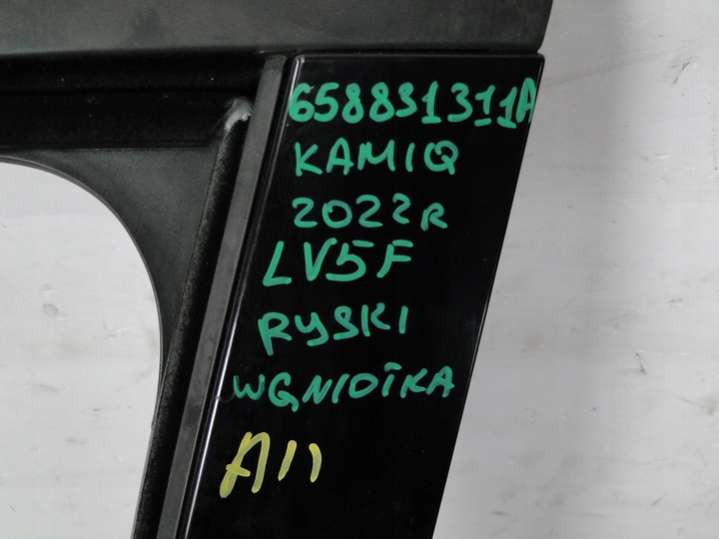 658831311A
KAMIQ
2022R
LV5F
RYSKI
WGNIOTKA
A11